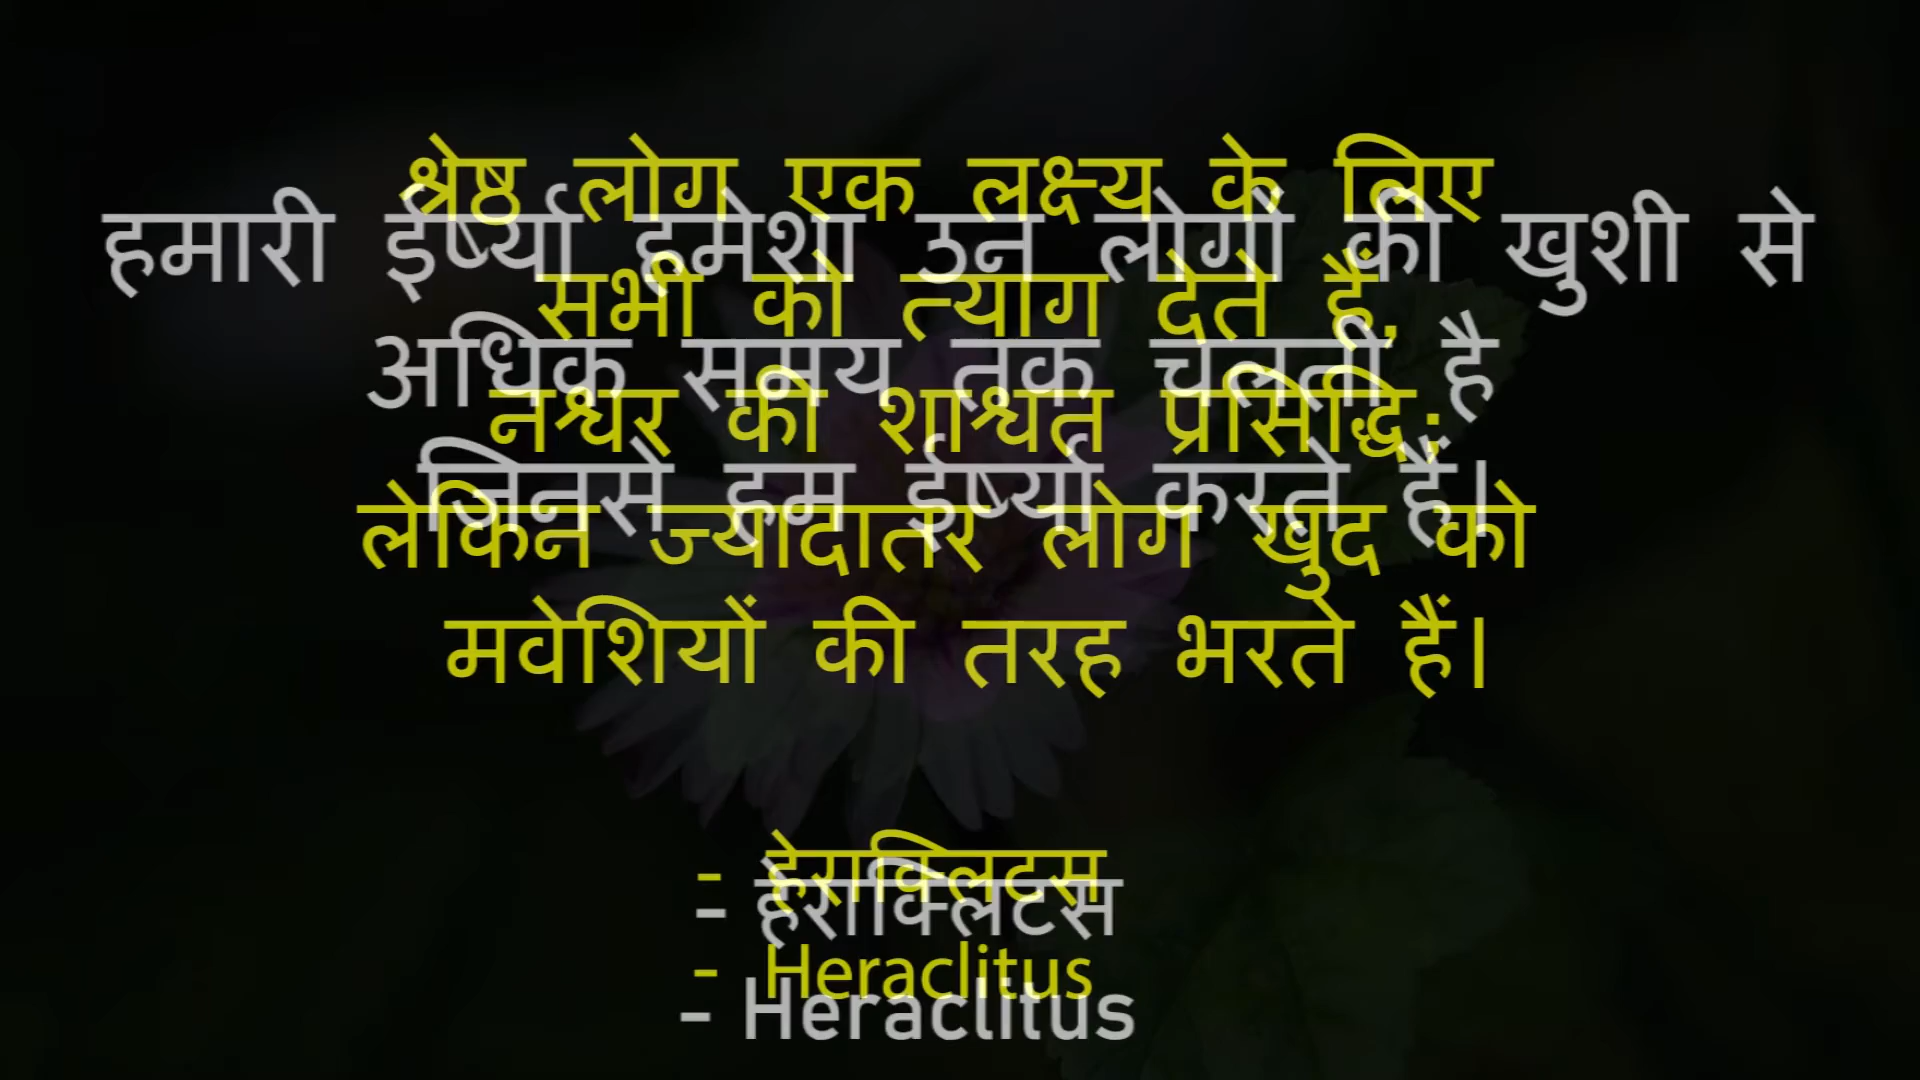 श्रेष्ठ लोग एक लक्ष्य के लिए
सभी को त्याग देते हैं,
नश्वर की शाश्वत प्रसिद्धि;
लेकिन ज्यादातर लोग खुद को
मवेशियों की तरह भरते हैं।
- हेराक्लिटस
- Heraclitus
हमारी ईर्ष्या हमेशा उन लोगों की खुशी से
अधिक समय तक चलती है
जिनसे हम ईर्ष्या करते हैं।
- हेराक्लिटस
- Heraclitus